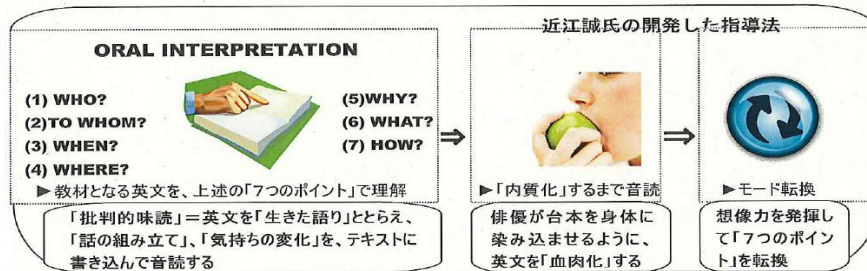 近江誠氏の開発した指導法
ORAL INTERPRETATION
(1) WHO?
(2)TO WHOM?
(3) WHEN?
(4) WHERE?
(5)WHY?
(6) WHAT?
(7) HOW?
▶教材となる英文を、上述の「7つのポイント」で理解
「批判的味読」=英文を「生きた語り」ととらえ、
「話の組み立て」、「気持ちの変化」を、テキストに
書き込んで音読する
⇒
▶「内質化」するまで音読
俳優が台本を身体に
染み込ませるように、
英文を「血肉化」する
⇒
▶モード転換
想像力を発揮し
て「7つのポイン
ト」を転換